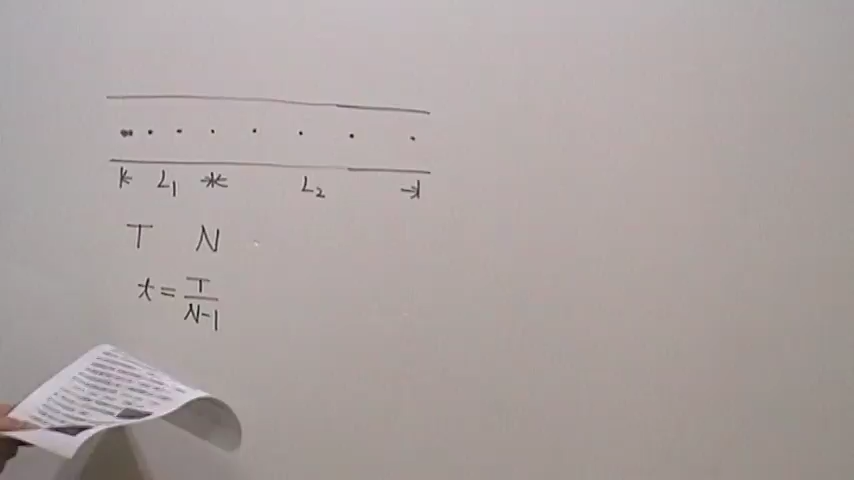 L₁ L₂
T N
t = T/(N-1)